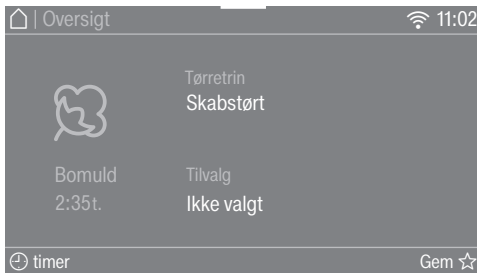 | Oversigt
11:02
Tørretrin
Skabstørt
Bomuld
2:35t.
Tilvalg
Ikke valgt
timer
Gem